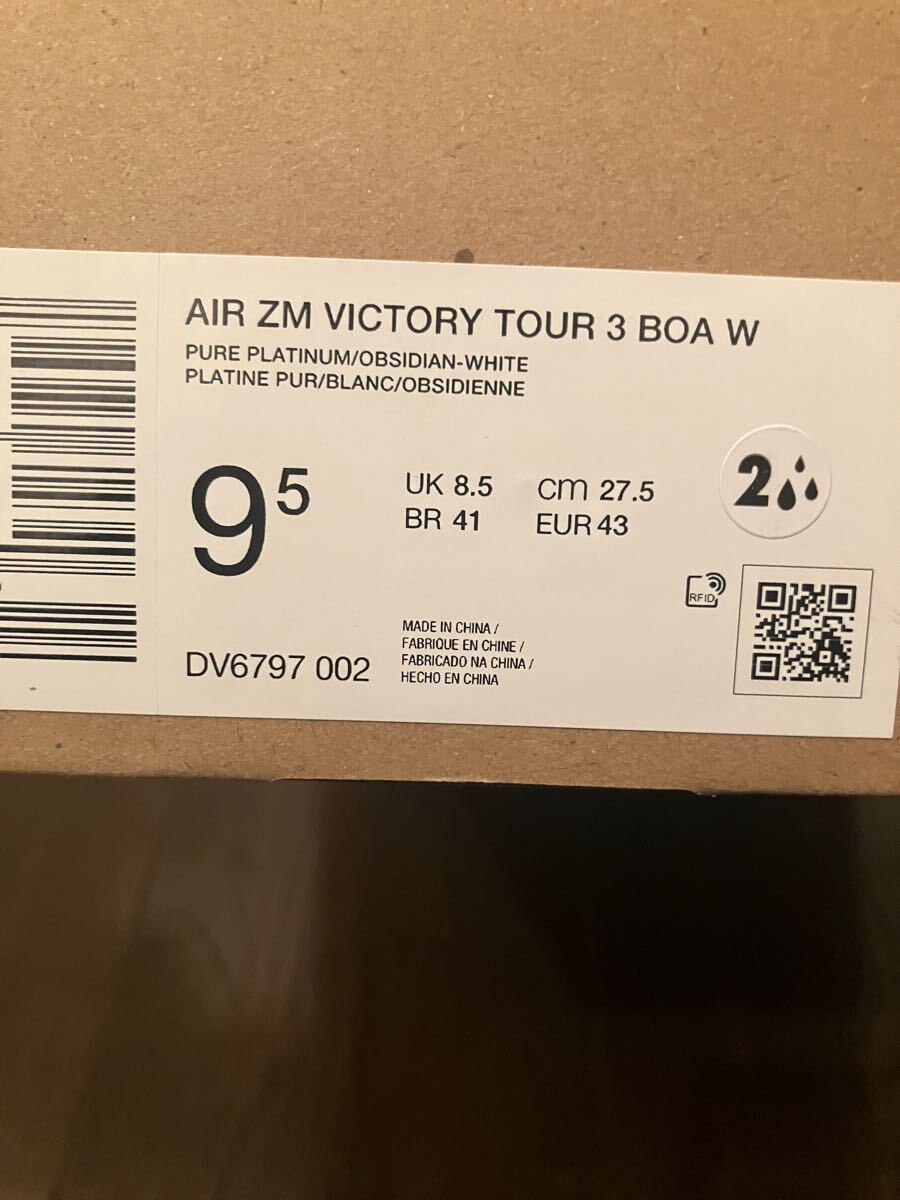 AIR ZM VICTORY TOUR 3 BOA W
PURE PLATINUM/OBSIDIAN-WHITE
PLATINE PUR/BLANC/OBSIDIENNE
9⁵
UK 8.5 cm 27.5
BR 41 EUR 43
2
RFID
MADE IN CHINA /
FABRIQUE EN CHINE /
FABRICADO NA CHINA /
HECHO EN CHINA
DV6797 002